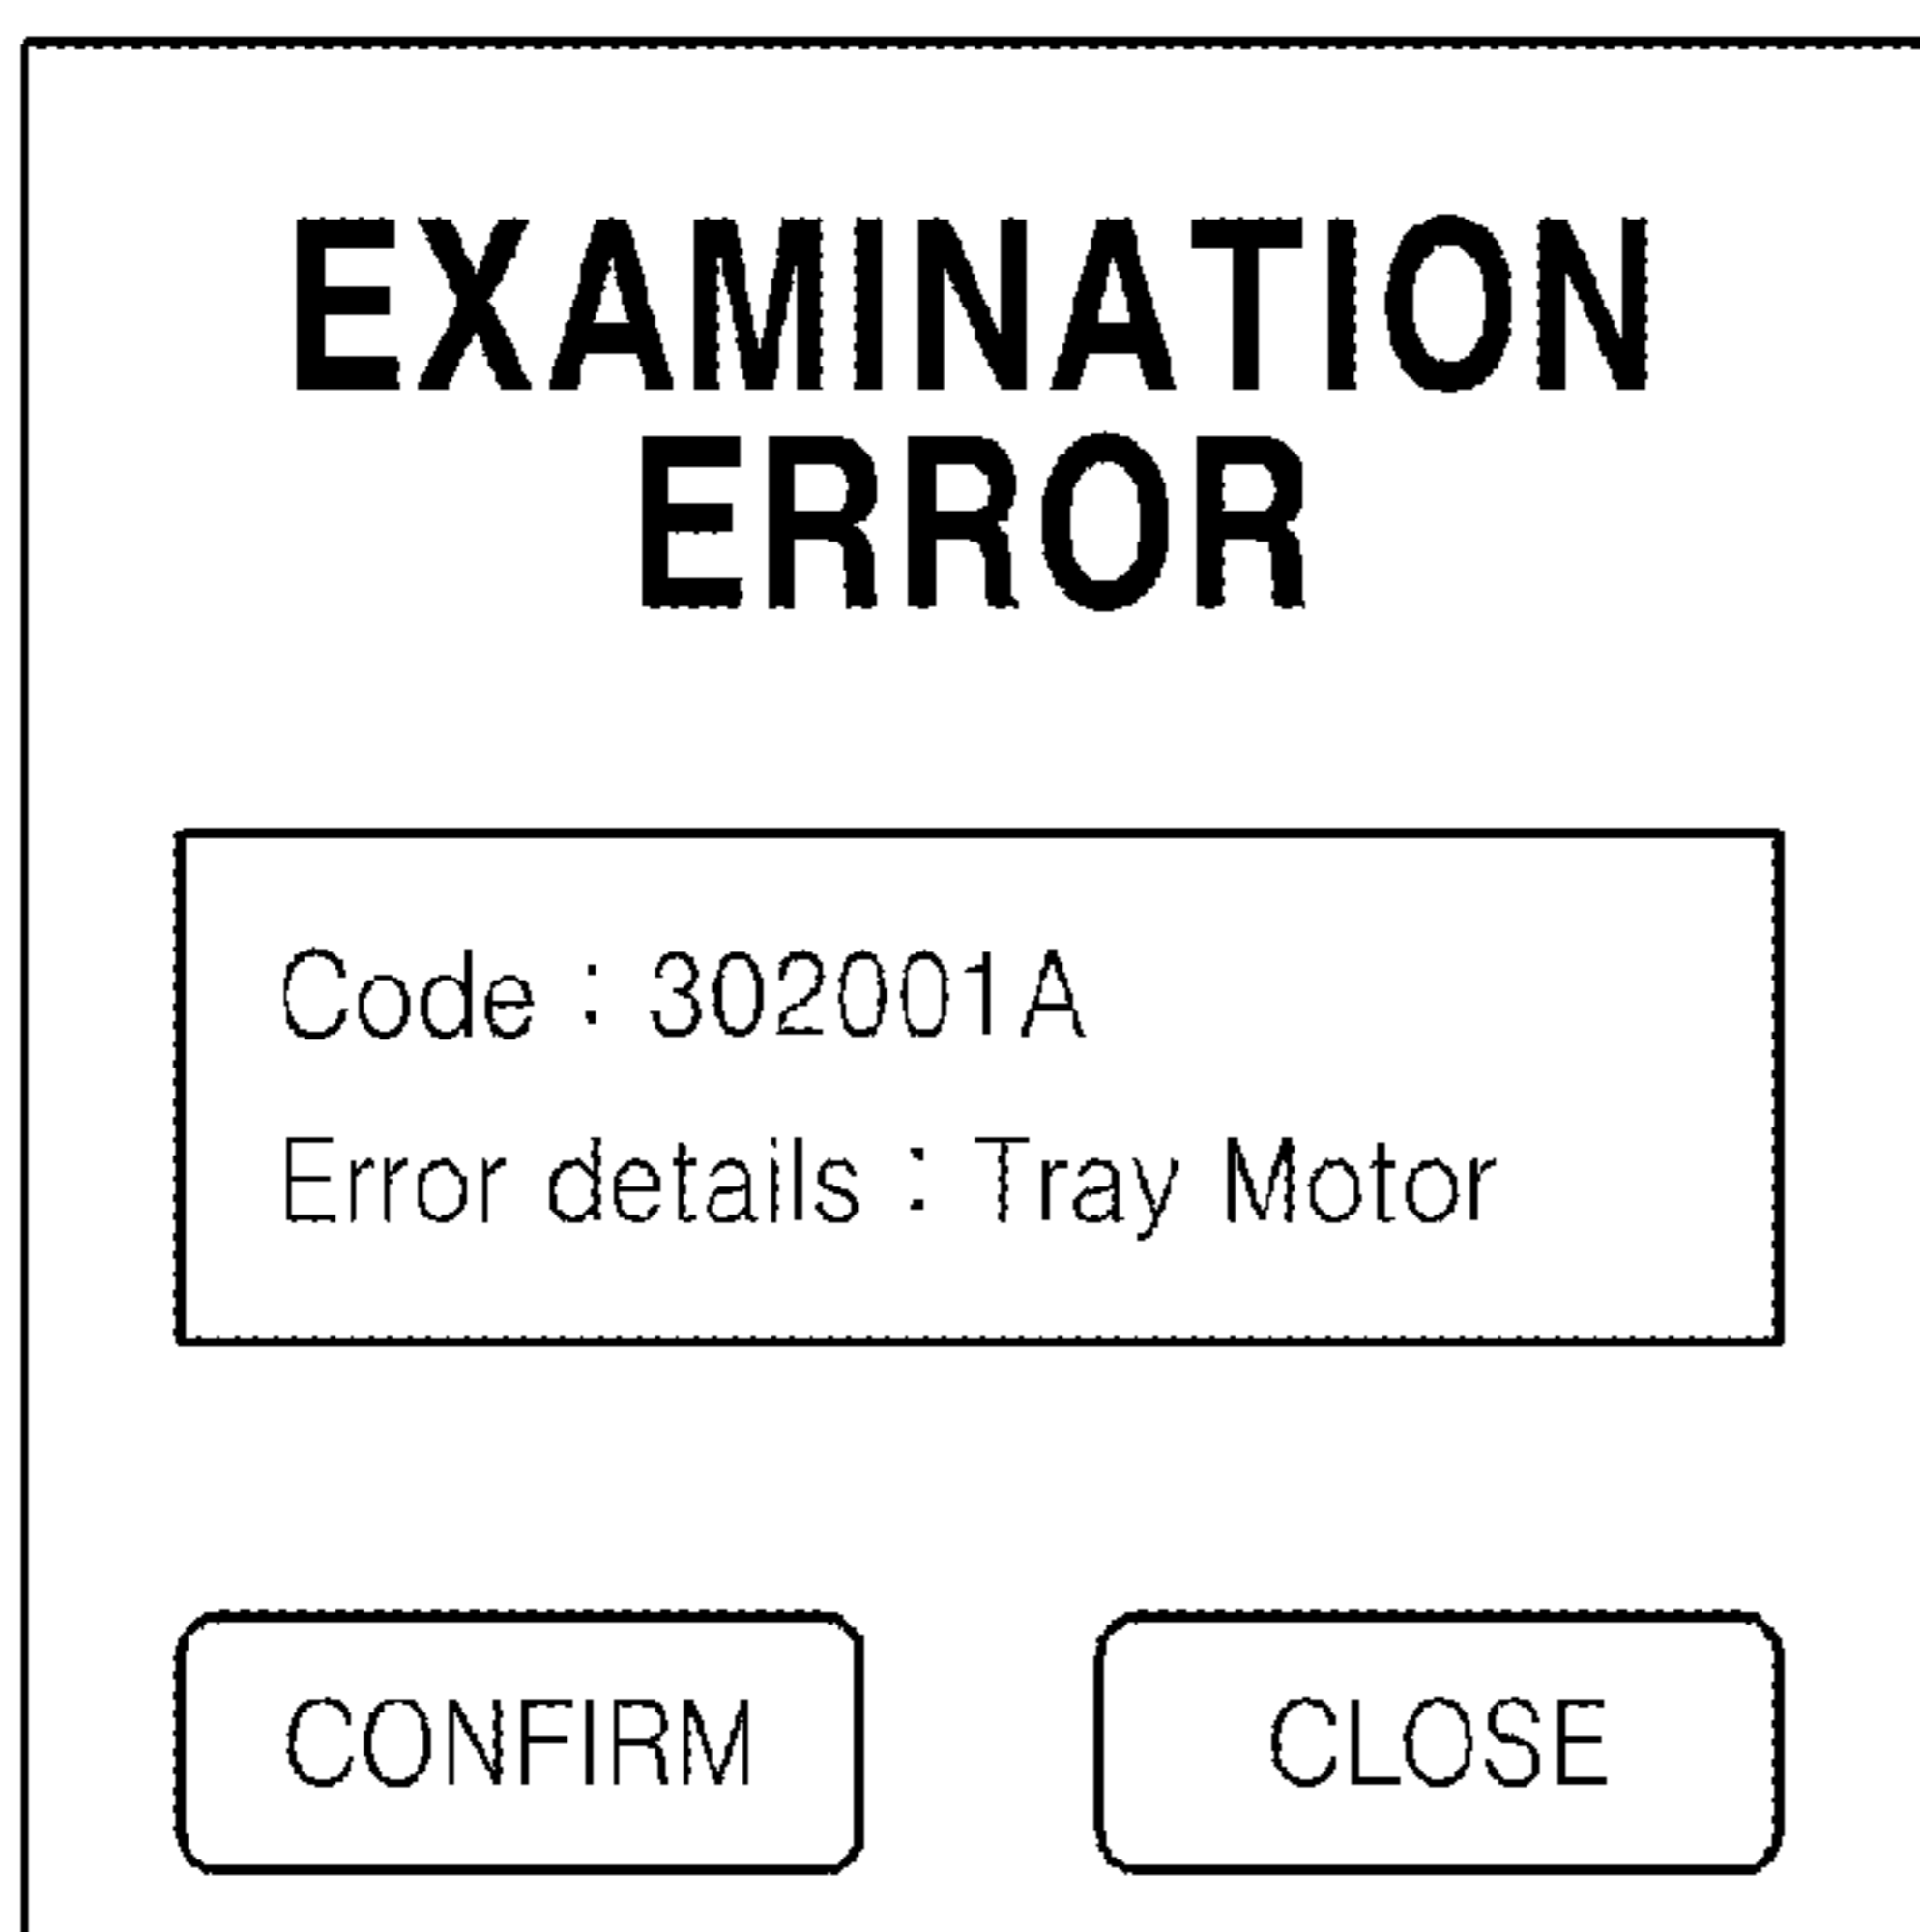 EXAMINATION
ERROR
Code : 302001A
Error details : Tray Motor
CONFIRM
CLOSE